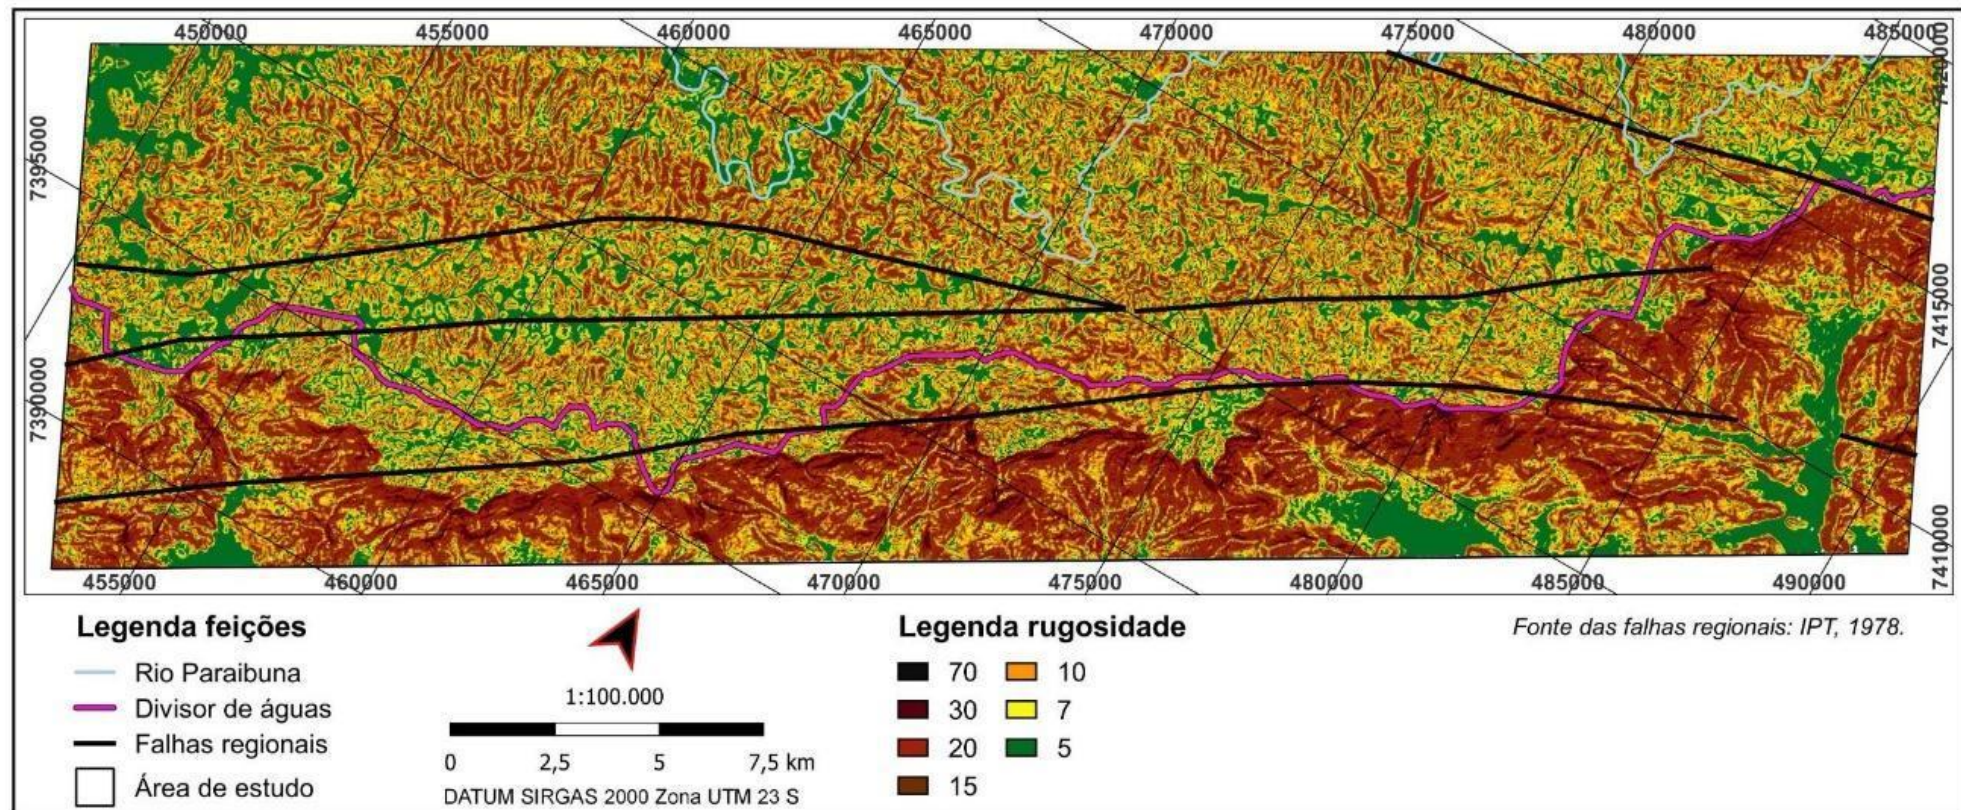 450000 455000 460000 465000 470000 475000 480000 485000
7420000
7395000
7415000
7390000
7410000
455000 460000 465000 470000 475000 480000 485000 490000
Legenda feições
Rio Paraibuna
Divisor de águas
Falhas regionais
Área de estudo
1:100.000
0 2,5 5 7,5 km
DATUM SIRGAS 2000 Zona UTM 23 S
Legenda rugosidade
70 10
30 7
20 5
15
Fonte das falhas regionais: IPT, 1978.